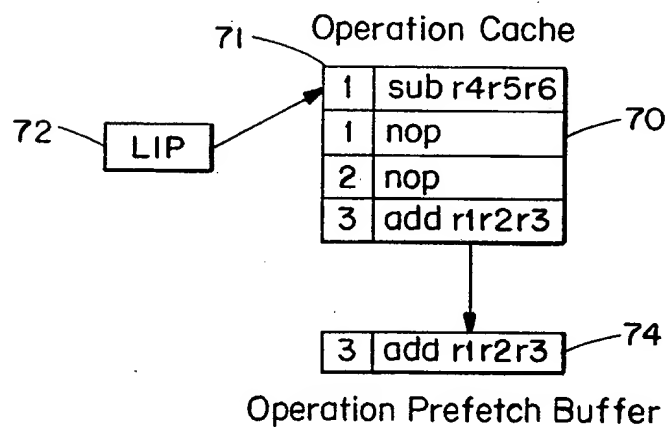 71
Operation Cache
1 sub r4r5r6
72
LIP
1 nop
70
2 nop
3 add r1r2r3
3 add r1r2r3
74
Operation Prefetch Buffer